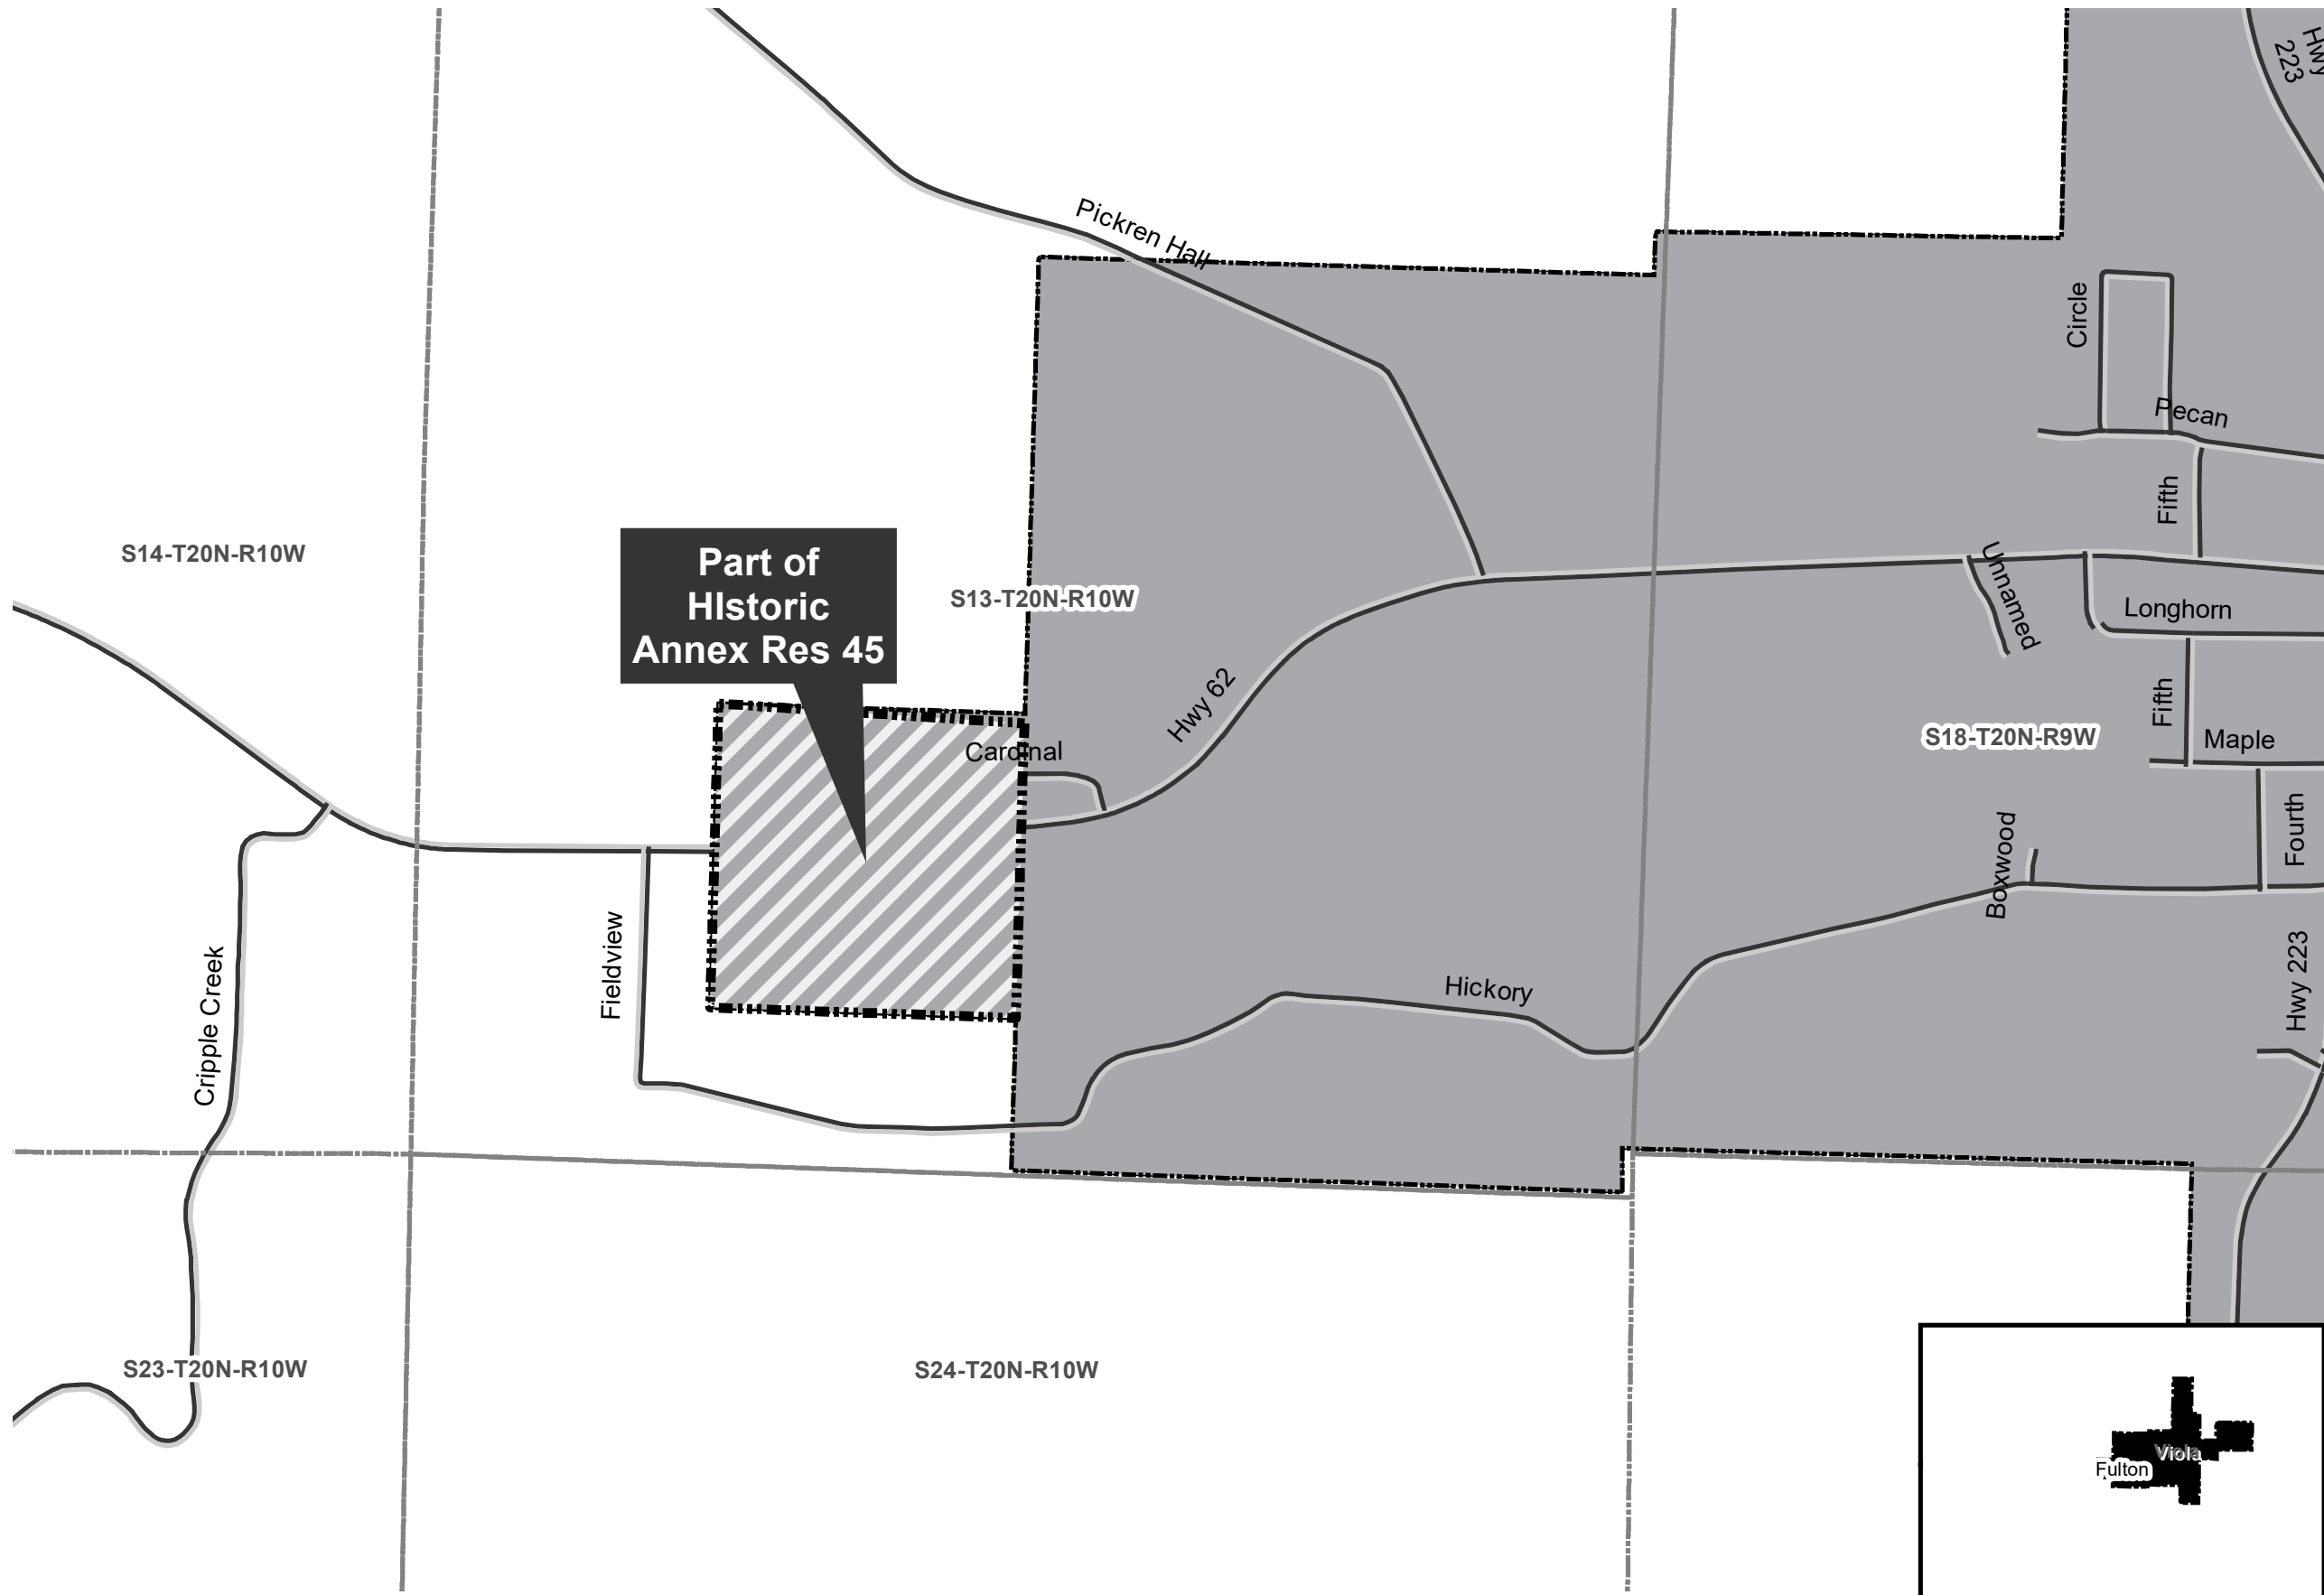 Hwy
223
Pickren Hall
Circle
Pecan
Fifth
S14-T20N-R10W
Part of
HIstoric
Annex Res 45
S13-T20N-R10W
Unnamed
Longhorn
Hwy 62
Fifth
S18-T20N-R9W
Maple
Cardinal
Fourth
Boxwood
Fieldview
Cripple Creek
Hickory
Hwy 223
S23-T20N-R10W
S24-T20N-R10W
Viola
Fulton